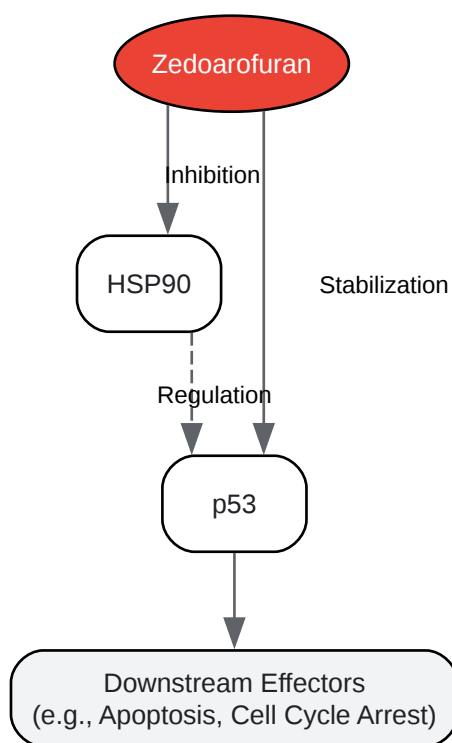 Zedoarofuran
Inhibition
HSP90
Stabilization
Regulation
p53
Downstream Effectors
(e.g., Apoptosis, Cell Cycle Arrest)